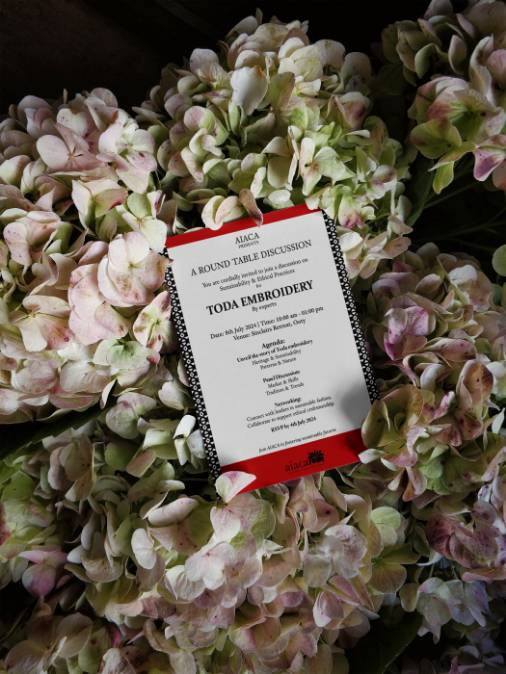 AIACA
PRESENTS
A ROUND TABLE DISCUSSION
You are cordially invited to join a discussion on
Sustainability & Ethical Practices
for
TODA EMBROIDERY
By experts
Date: 6th July 2024 | Time: 10:00 am - 01:00 pm
Venue: Sinclairs Retreat, Ooty
Agenda:
Unveil the story of Toda embroidery
Heritage & Sustainability
Patterns & Nature
Panel Discussion:
Market & Skills
Tradition & Trends
Networking:
Connect with leaders in sustainable fashion.
Collaborate to support ethical craftsmanship.
RSVP by 4th July 2024
Join AIACA in fostering sustainable futures
aiaca